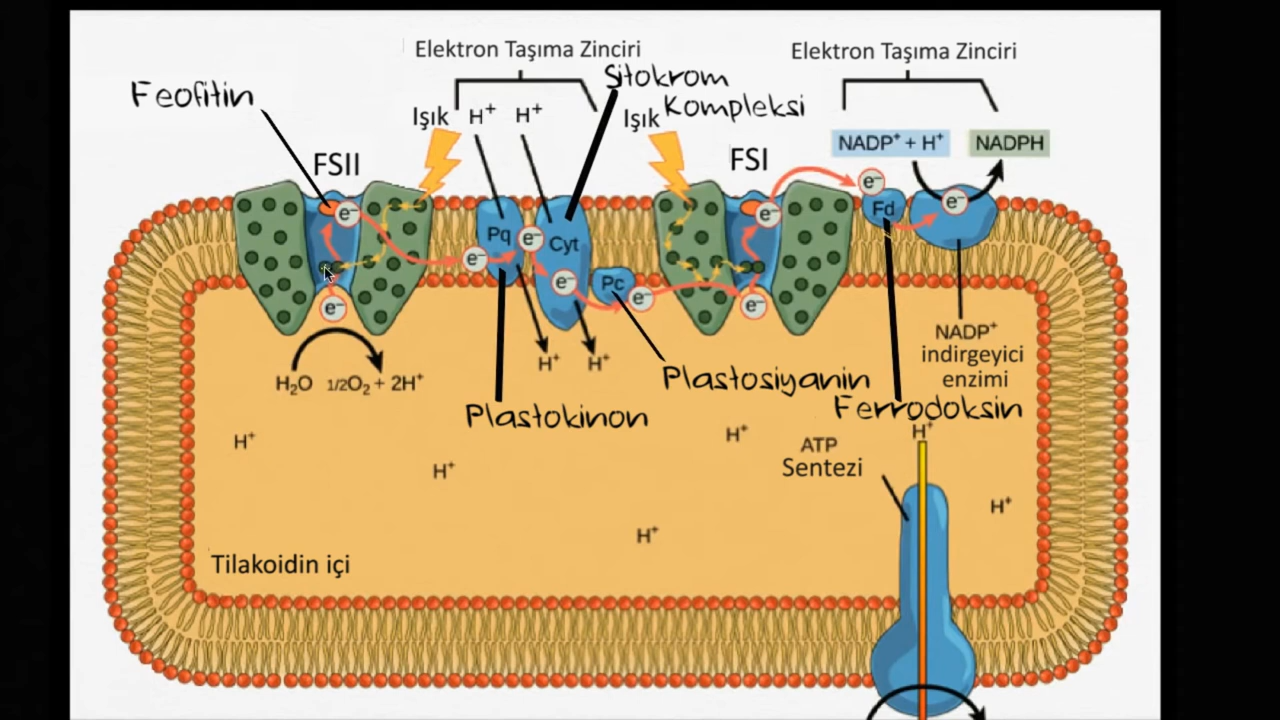 Elektron Taşıma Zinciri
Elektron Taşıma Zinciri
Sitokrom
Kompleksi
Feofitin
Işık
H⁺
H⁺
Işık
NADP⁺ + H⁺
NADPH
FSII
FSI
e⁻
e⁻
e⁻
e⁻
Fd
Pq
e⁻
Cyt
e⁻
e⁻
Pc
e⁻
e⁻
e⁻
NADP⁺
indirgeyici
enzimi
H⁺
H⁺
H₂O 1/2O₂ + 2H⁺
Plastosiyanin
Ferrodoksin
Plastokinon
H⁺
H⁺
H⁺
ATP
Sentezi
H⁺
H⁺
H⁺
Tilakoidin içi